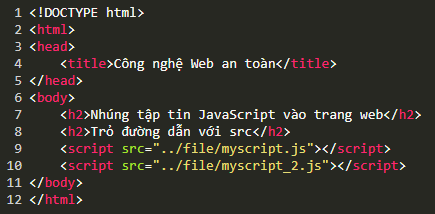 1 <!DOCTYPE html>
2 <html>
3 <head>
4     <title>Công nghệ Web an toàn</title>
5 </head>
6 <body>
7     <h2>Nhúng tập tin JavaScript vào trang web</h2>
8     <h2>Trỏ đường dẫn với src</h2>
9     <script src="../file/myscript.js"></script>
10     <script src="../file/myscript_2.js"></script>
11 </body>
12 </html>